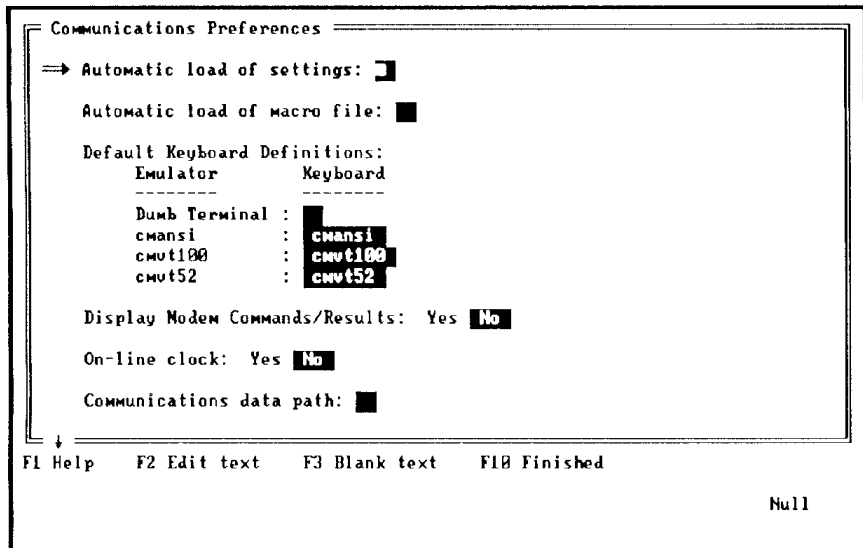 Communications Preferences
Automatic load of settings:
Automatic load of macro file:
Default Keyboard Definitions:
Emulator Keyboard
-------- --------
Dumb Terminal :
cmansi : cmansi
cmvt100 : cmvt100
cmvt52 : cmvt52
Display Modem Commands/Results: Yes No
On-line clock: Yes No
Communications data path:
F1 Help F2 Edit text F3 Blank text F10 Finished
Null